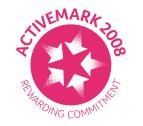 ACTIVEMARK 2008
REWARDING COMMITMENT